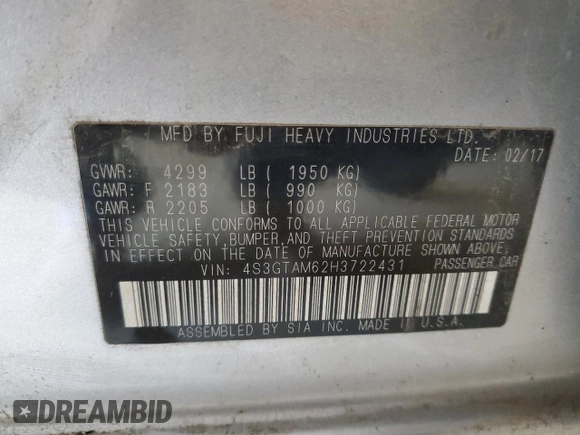 MFD BY FUJI HEAVY INDUSTRIES LTD.
DATE: 02/17
GVWR: 4299 LB ( 1950 KG)
GAWR: F 2183 LB ( 990 KG)
GAWR: R 2205 LB ( 1000 KG)
THIS VEHICLE CONFORMS TO ALL APPLICABLE FEDERAL MOTOR
VEHICLE SAFETY, BUMPER, AND THEFT PREVENTION STANDARDS
IN EFFECT ON THE DATE OF MANUFACTURE SHOWN ABOVE.
VIN: 4S3GTAM62H3722431 PASSENGER CAR
ASSEMBLED BY SIA INC. MADE IN U.S.A.
DREAMBID